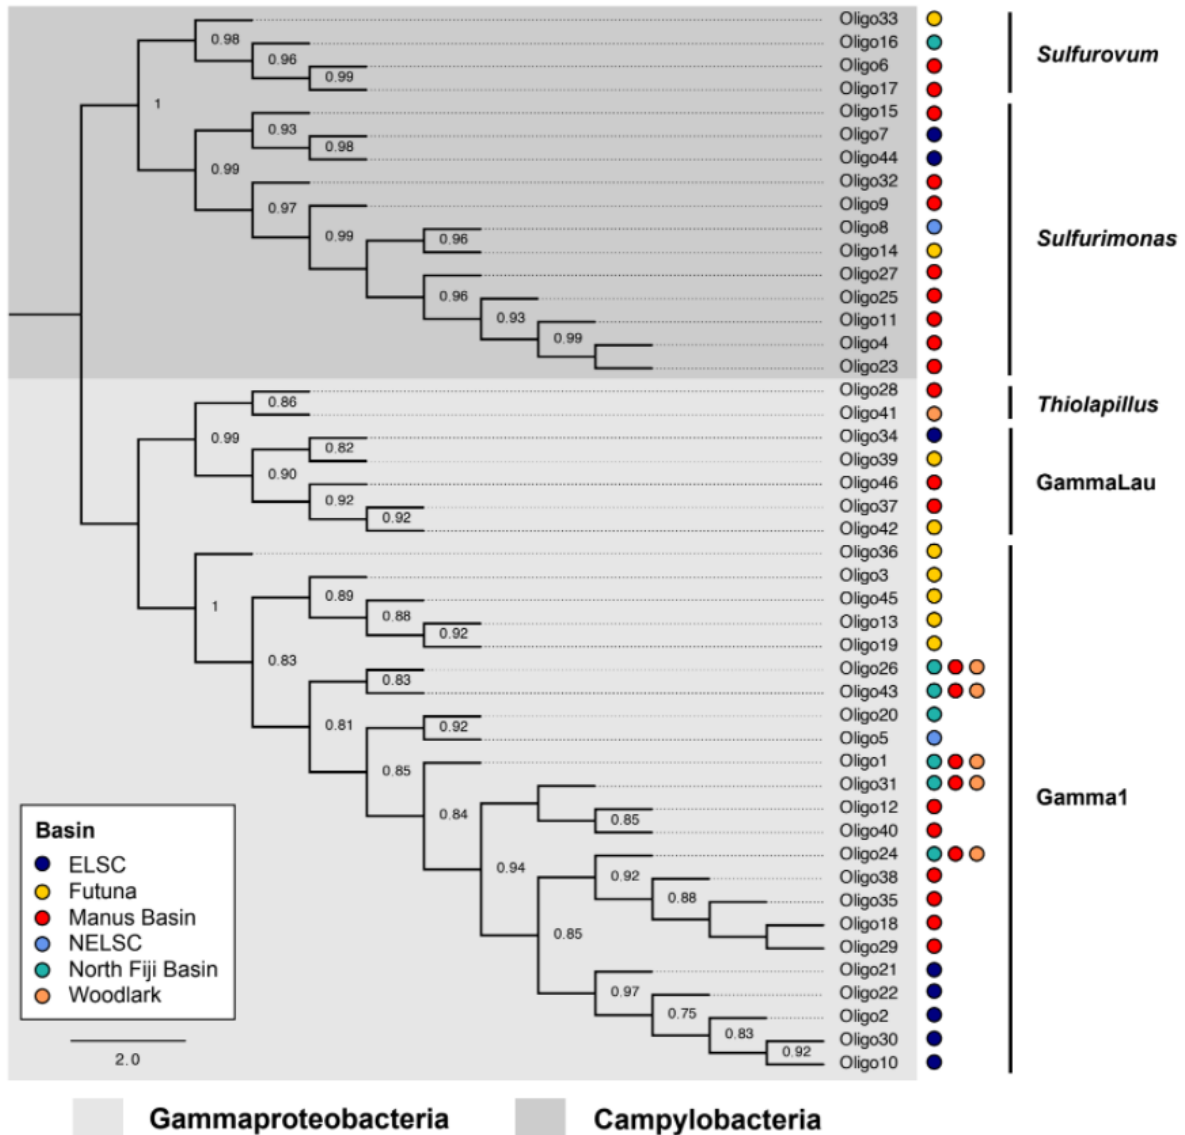 Oligo33
0.98
Oligo16
0.96
Sulfurovum
Oligo6
0.99
Oligo17
1
Oligo15
0.93
Oligo7
0.98
Oligo44
0.99
Oligo32
0.97
Oligo9
Oligo8
0.99
0.96
Sulfurimonas
Oligo14
Oligo27
0.96
Oligo25
0.93
Oligo11
0.99
Oligo4
Oligo23
Oligo28
0.86
Thiolapillus
Oligo41
Oligo34
0.99
0.82
Oligo39
0.90
Oligo46
GammaLau
0.92
Oligo37
0.92
Oligo42
Oligo36
Oligo3
0.89
Oligo45
1
0.88
Oligo13
0.92
Oligo19
0.83
Oligo26
0.83
Oligo43
Oligo20
0.81
0.92
Oligo5
Oligo1
0.85
Oligo31
Gamma1
Oligo12
0.84
0.85
Oligo40
Oligo24
0.94
0.92
Oligo38
0.88
Oligo35
Oligo18
0.85
Oligo29
Oligo21
0.97
Oligo22
0.75
Oligo2
0.83
Oligo30
0.92
Oligo10
Basin
ELSC
Futuna
Manus Basin
NELSC
North Fiji Basin
Woodlark
2.0
Gammaproteobacteria
Campylobacteria